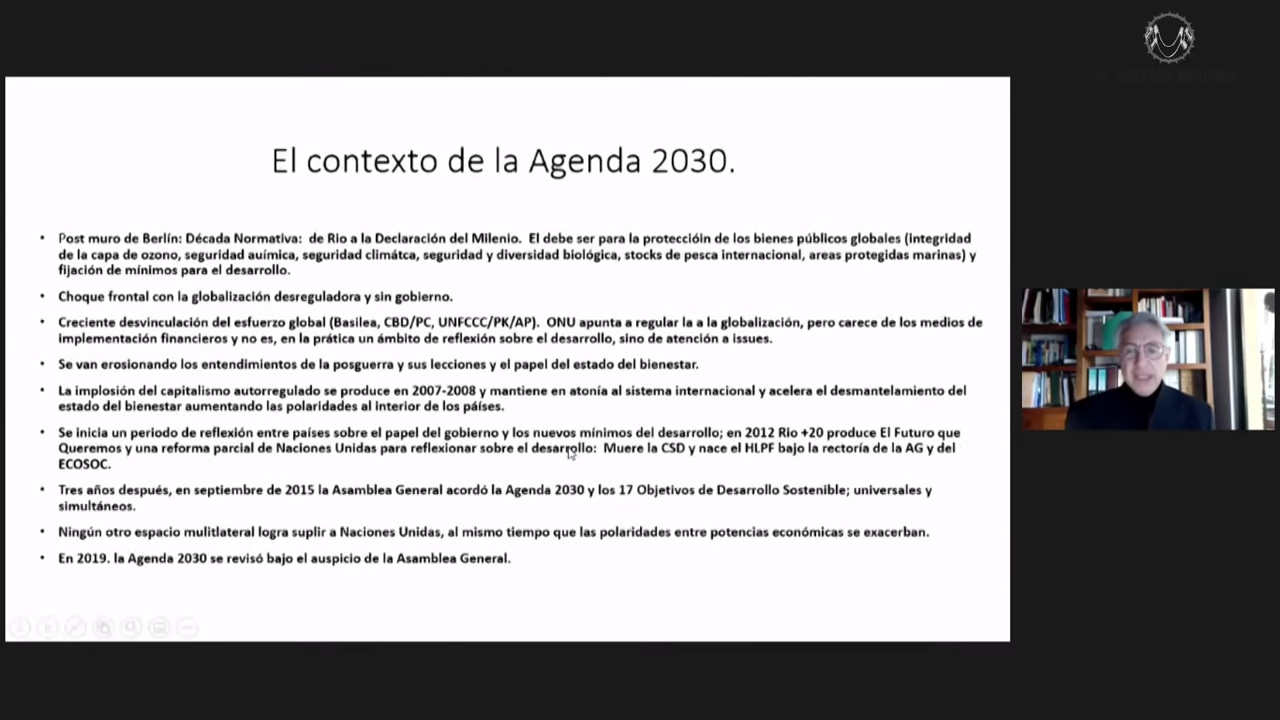 El contexto de la Agenda 2030.
• Post muro de Berlín: Década Normativa: de Rio a la Declaración del Milenio. El debe ser para la proteccióin de los bienes públicos globales (integridad
de la capa de ozono, seguridad auímica, seguridad climátca, seguridad y diversidad biológica, stocks de pesca internacional, areas protegidas marinas) y
fijación de mínimos para el desarrollo.
• Choque frontal con la globalización desreguladora y sin gobierno.
• Creciente desvinculación del esfuerzo global (Basilea, CBD/PC, UNFCCC/PK/AP). ONU apunta a regular la a la globalización, pero carece de los medios de
implementación financieros y no es, en la prática un ámbito de reflexión sobre el desarrollo, sino de atención a issues.
• Se van erosionando los entendimientos de la posguerra y sus lecciones y el papel del estado del bienestar.
• La implosión del capitalismo autorregulado se produce en 2007-2008 y mantiene en atonía al sistema internacional y acelera el desmantelamiento del
estado del bienestar aumentando las polaridades al interior de los páíses.
• Se inicia un periodo de reflexión entre países sobre el papel del gobierno y los nuevos mínimos del desarrollo; en 2012 Rio +20 produce El Futuro que
Queremos y una reforma parcial de Naciones Unidas para reflexionar sobre el desarrollo: Muere la CSD y nace el HLPF bajo la rectoría de la AG y del
ECOSOC.
• Tres años después, en septiembre de 2015 la Asamblea General acordó la Agenda 2030 y los 17 Objetivos de Desarrollo Sostenible; universales y
simultáneos.
• Ningún otro espacio mulitlateral logra suplir a Naciones Unidas, al mismo tiempo que las polaridades entre potencias económicas se exacerban.
• En 2019. la Agenda 2030 se revisó bajo el auspicio de la Asamblea General.